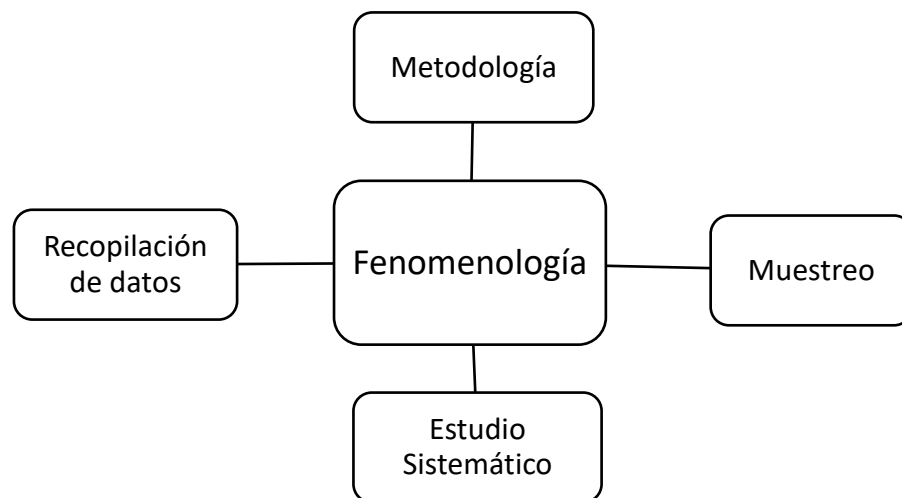 Metodología
Recopilación
de datos
Fenomenología
Muestreo
Estudio
Sistemático